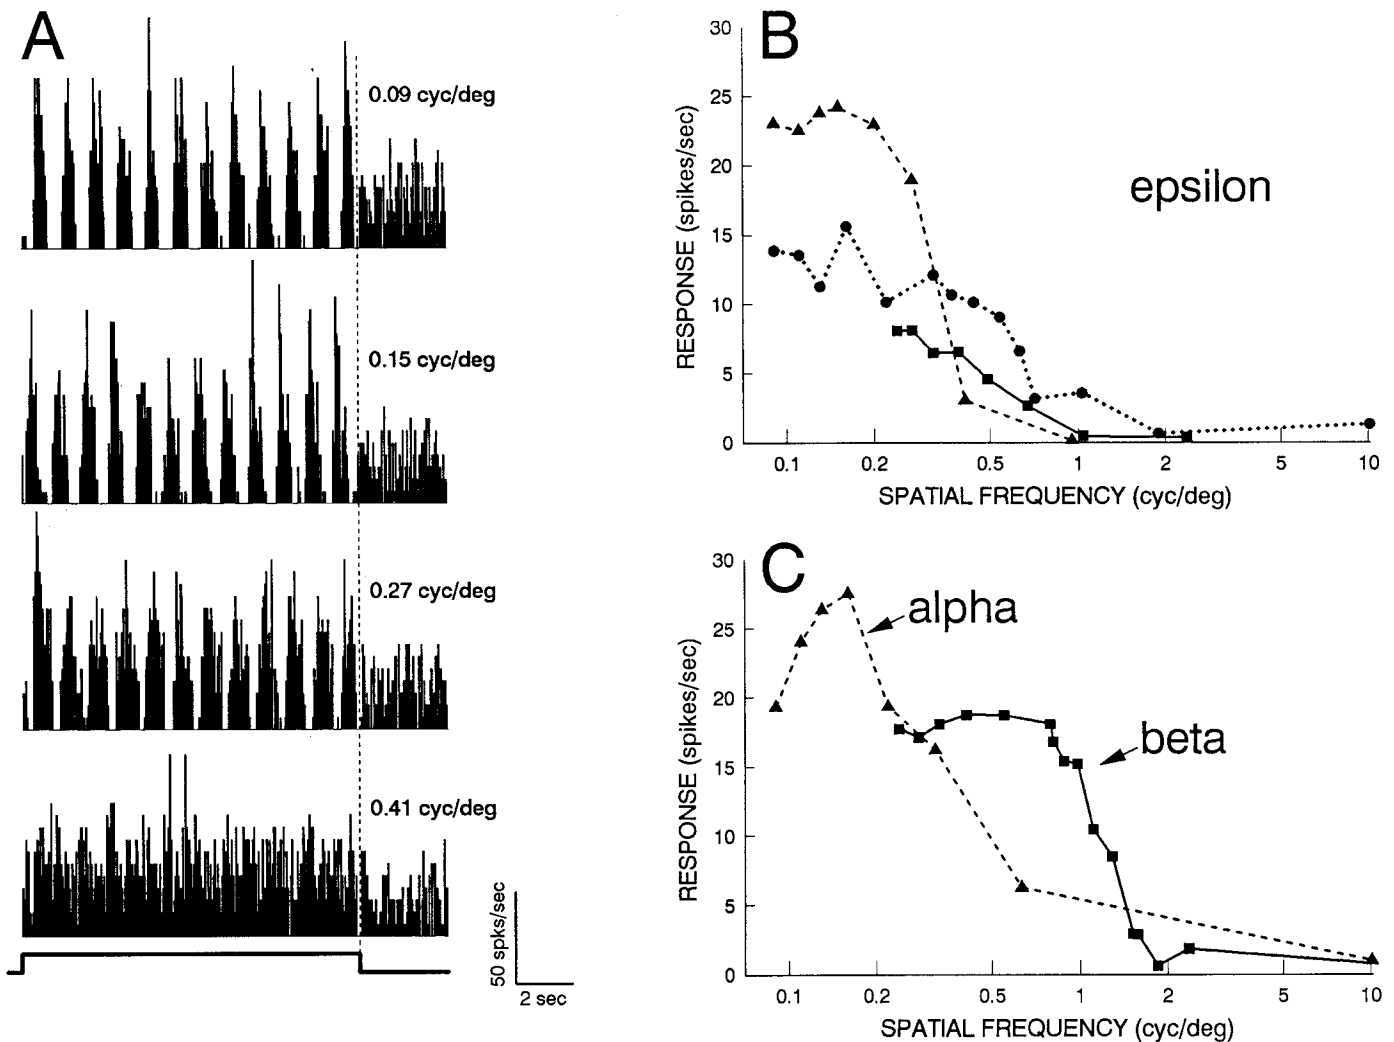 A
0.09 cyc/deg
0.15 cyc/deg
0.27 cyc/deg
0.41 cyc/deg
50 spks/sec
2 sec
B
epsilon
RESPONSE (spikes/sec)
30
25
20
15
10
5
0
0.1 0.2 0.5 1 2 5 10
SPATIAL FREQUENCY (cyc/deg)
C
alpha
beta
RESPONSE (spikes/sec)
30
25
20
15
10
5
0
0.1 0.2 0.5 1 2 5 10
SPATIAL FREQUENCY (cyc/deg)